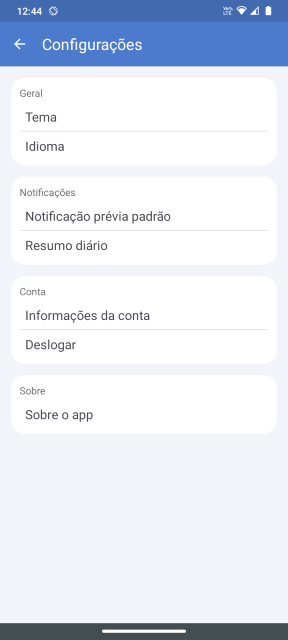 12:44
Configurações
Geral
Tema
Idioma
Notificações
Notificação prévia padrão
Resumo diário
Conta
Informações da conta
Deslogar
Sobre
Sobre o app